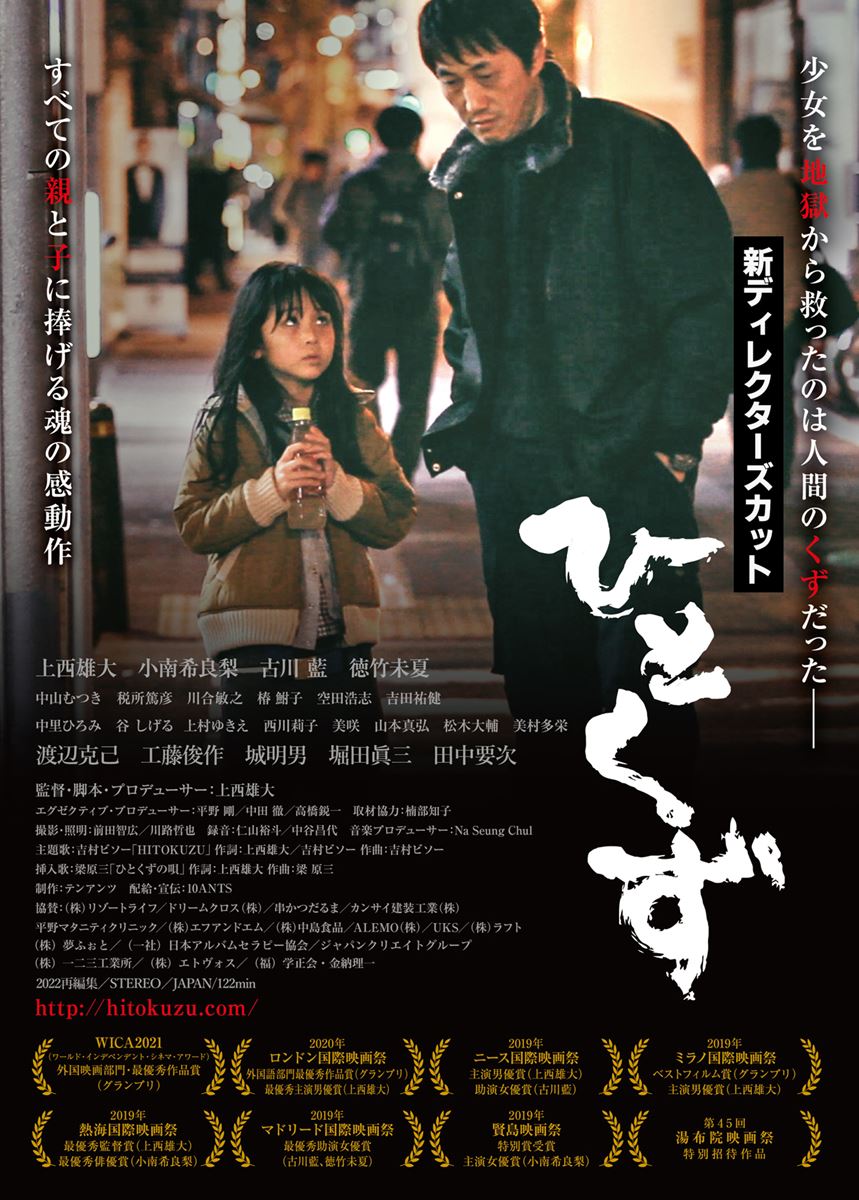 少女を地獄から救ったのは人間のくずだった――
新ディレクターズカット
ひとくず
すべての親と子に捧げる魂の感動作
上西雄大 小南希良梨 古川 藍 徳竹未夏
中山むつき 税所篤彦 川合敏之 椿 鮒子 空田浩志 吉田祐健
中里ひろみ 谷 しげる 上村ゆきえ 西川莉子 美咲 山本真弘 松木大輔 美村多栄
渡辺克己 工藤俊作 城明男 堀田眞三 田中要次
監督・脚本・プロデューサー：上西雄大
エグゼクティブ・プロデューサー：平野 剛／中田 徹／高橋鋭一 取材協力：楠部知子
撮影・照明：前田智広／川路哲也 録音：仁山裕斗／中谷昌代 音楽プロデューサー：Na Seung Chul
主題歌：吉村ビソー「HITOKUZU」作詞：上西雄大／吉村ビソー 作曲：吉村ビソー
挿入歌：梁原三「ひとくずの唄」作詞：上西雄大 作曲：梁 原三
制作：テンアンツ 配給・宣伝：10ANTS
協賛：（株）リゾートライフ／ドリームクロス（株）／串かつだるま／カンサイ建装工業（株）
平野マタニティクリニック／（株）エフアンドエム／（株）中島食品／ALEMO（株）／UKS／（株）ラフト
（株）夢ふぉと／（一社）日本アルバムセラピー協会／ジャパンクリエイトグループ
（株）一二三工業所／（株）エトヴォス／（福）学正会・金納理一
2022再編集／STEREO／JAPAN/122min
http://hitokuzu.com/
WICA2021
（ワールド・インデペンデント・シネマ・アワード）
外国映画部門・最優秀作品賞
（グランプリ）
2020年
ロンドン国際映画祭
外国語部門最優秀作品賞（グランプリ）
最優秀主演男優賞（上西雄大）
2019年
ニース国際映画祭
主演男優賞（上西雄大）
助演女優賞（古川藍）
2019年
ミラノ国際映画祭
ベストフィルム賞（グランプリ）
主演男優賞（上西雄大）
2019年
熱海国際映画祭
最優秀監督賞（上西雄大）
最優秀俳優賞（小南希良梨）
2019年
マドリード国際映画祭
最優秀助演女優賞
（古川藍、徳竹未夏）
2019年
賢島映画祭
特別賞受賞
主演女優賞（小南希良梨）
第45回
湯布院映画祭
特別招待作品